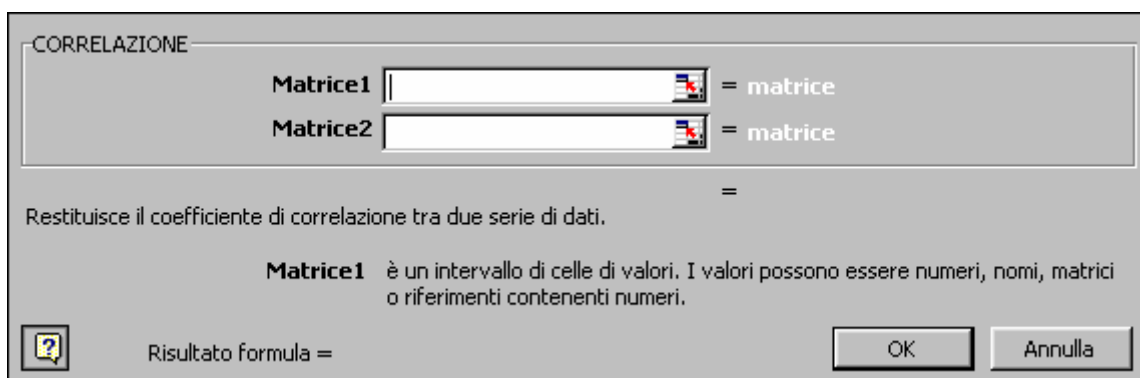 CORRELAZIONE
Matrice1 = matrice
Matrice2 = matrice
=
Restituisce il coefficiente di correlazione tra due serie di dati.
Matrice1 è un intervallo di celle di valori. I valori possono essere numeri, nomi, matrici
o riferimenti contenenti numeri.
? Risultato formula = OK Annulla